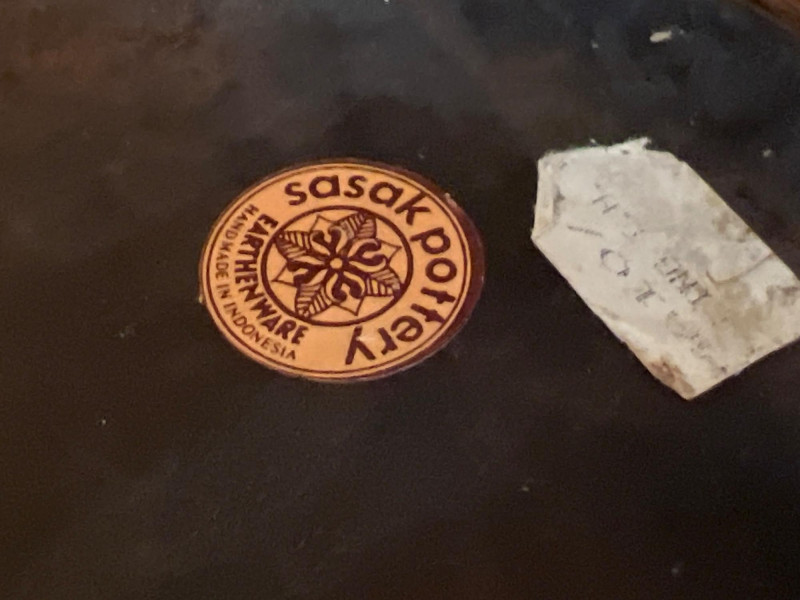 sasak pottery
EARTHENWARE
HANDMADE IN INDONESIA